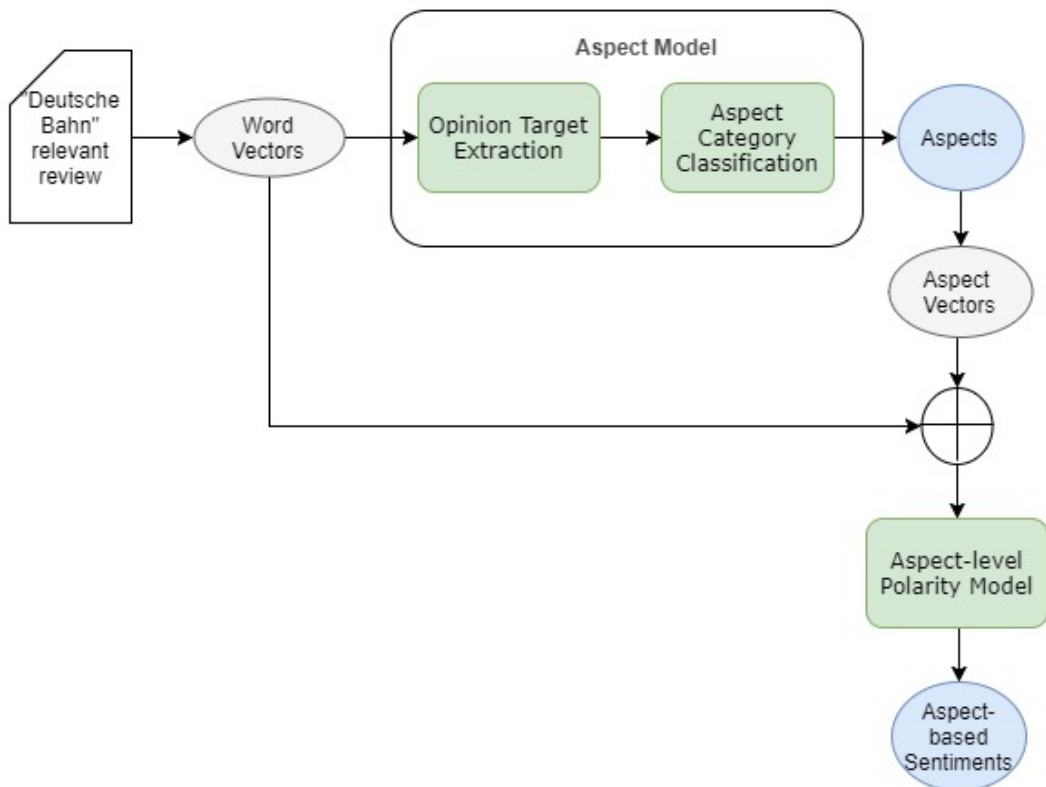 Aspect Model
"Deutsche
Bahn"
relevant
review
Word
Vectors
Opinion Target
Extraction
Aspect
Category
Classification
Aspects
Aspect
Vectors
Aspect-level
Polarity Model
Aspect-
based
Sentiments